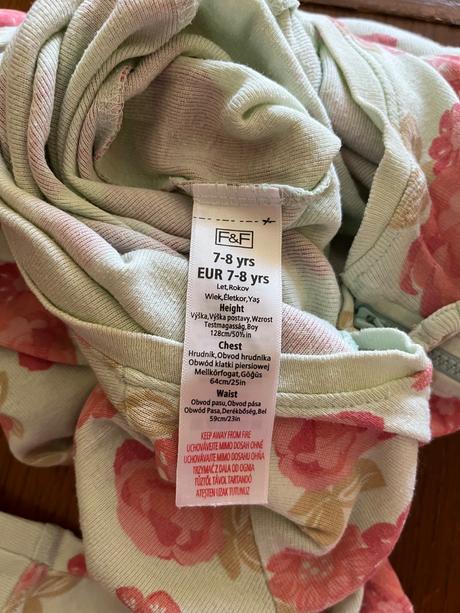 F&F
7-8 yrs
EUR 7-8 yrs
Let,Rokov
Wiek,Életkor,Yaş
Height
Výška,Výška postavy,Wzrost
Testmagasság,Boy
128cm/50½in
Chest
Hrudník,Obvod hrudníka
Obwód klatki piersiowej
Mellkörfogat,Göğüs
64cm/25in
Waist
Obvod pasu,Obvod pása
Obwód Pasa,Derékbőség,Bel
59cm/23in
KEEP AWAY FROM FIRE
UCHOVÁVEJTE MIMO DOSAH OHNĚ
UCHOVÁVAJTE MIMO DOSAHU OHŇA
TRZYMAĆ Z DALA OD OGNIA
TŰZTŐL TÁVOL TARTANDÓ
ATEŞTEN UZAK TUTUNUZ